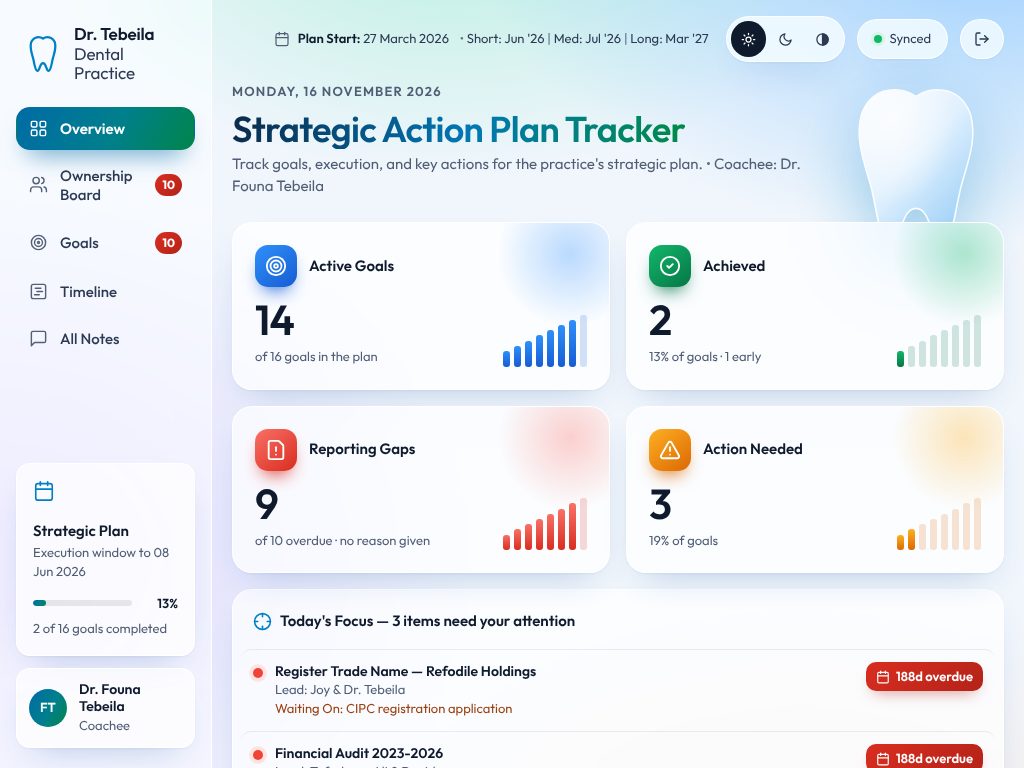 Dr. Tebeila
Dental
Practice
Overview
Ownership
Board
10
Goals
10
Timeline
All Notes
Strategic Plan
Execution window to 08
Jun 2026
13%
2 of 16 goals completed
FT
Dr. Founa
Tebeila
Coachee
Plan Start: 27 March 2026 • Short: Jun '26 | Med: Jul '26 | Long: Mar '27
Synced
MONDAY, 16 NOVEMBER 2026
Strategic Action Plan Tracker
Track goals, execution, and key actions for the practice's strategic plan. • Coachee: Dr.
Founa Tebeila
Active Goals
14
of 16 goals in the plan
Achieved
2
13% of goals · 1 early
Reporting Gaps
9
of 10 overdue · no reason given
Action Needed
3
19% of goals
Today's Focus — 3 items need your attention
Register Trade Name — Refodile Holdings
Lead: Joy & Dr. Tebeila
Waiting On: CIPC registration application
188d overdue
Financial Audit 2023-2026
188d overdue